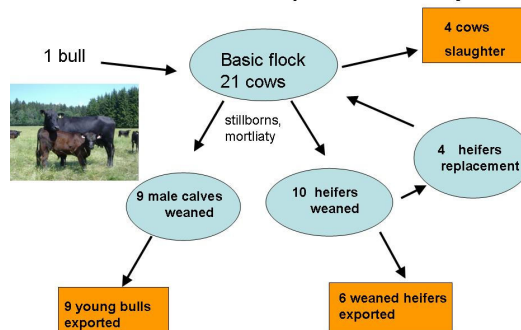 1 bull
Basic flock
21 cows
4 cows
slaughter
stillborns,
mortliaty
4 heifers
replacement
9 male calves
weaned
10 heifers
weaned
9 young bulls
exported
6 weaned heifers
exported